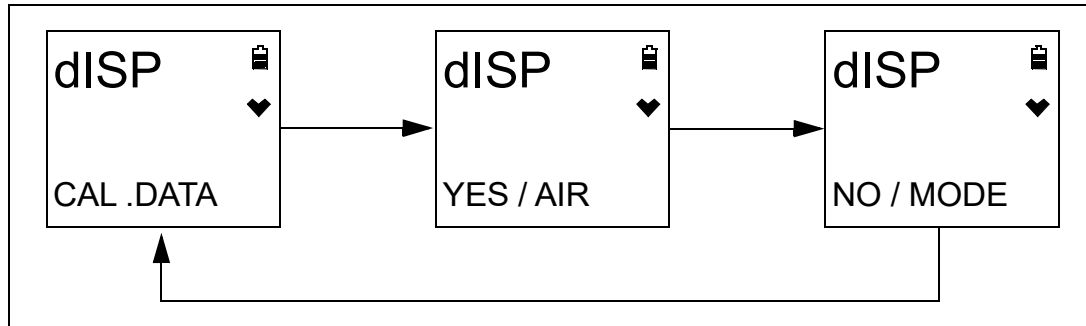 dISP
CAL .DATA
dISP
YES / AIR
dISP
NO / MODE